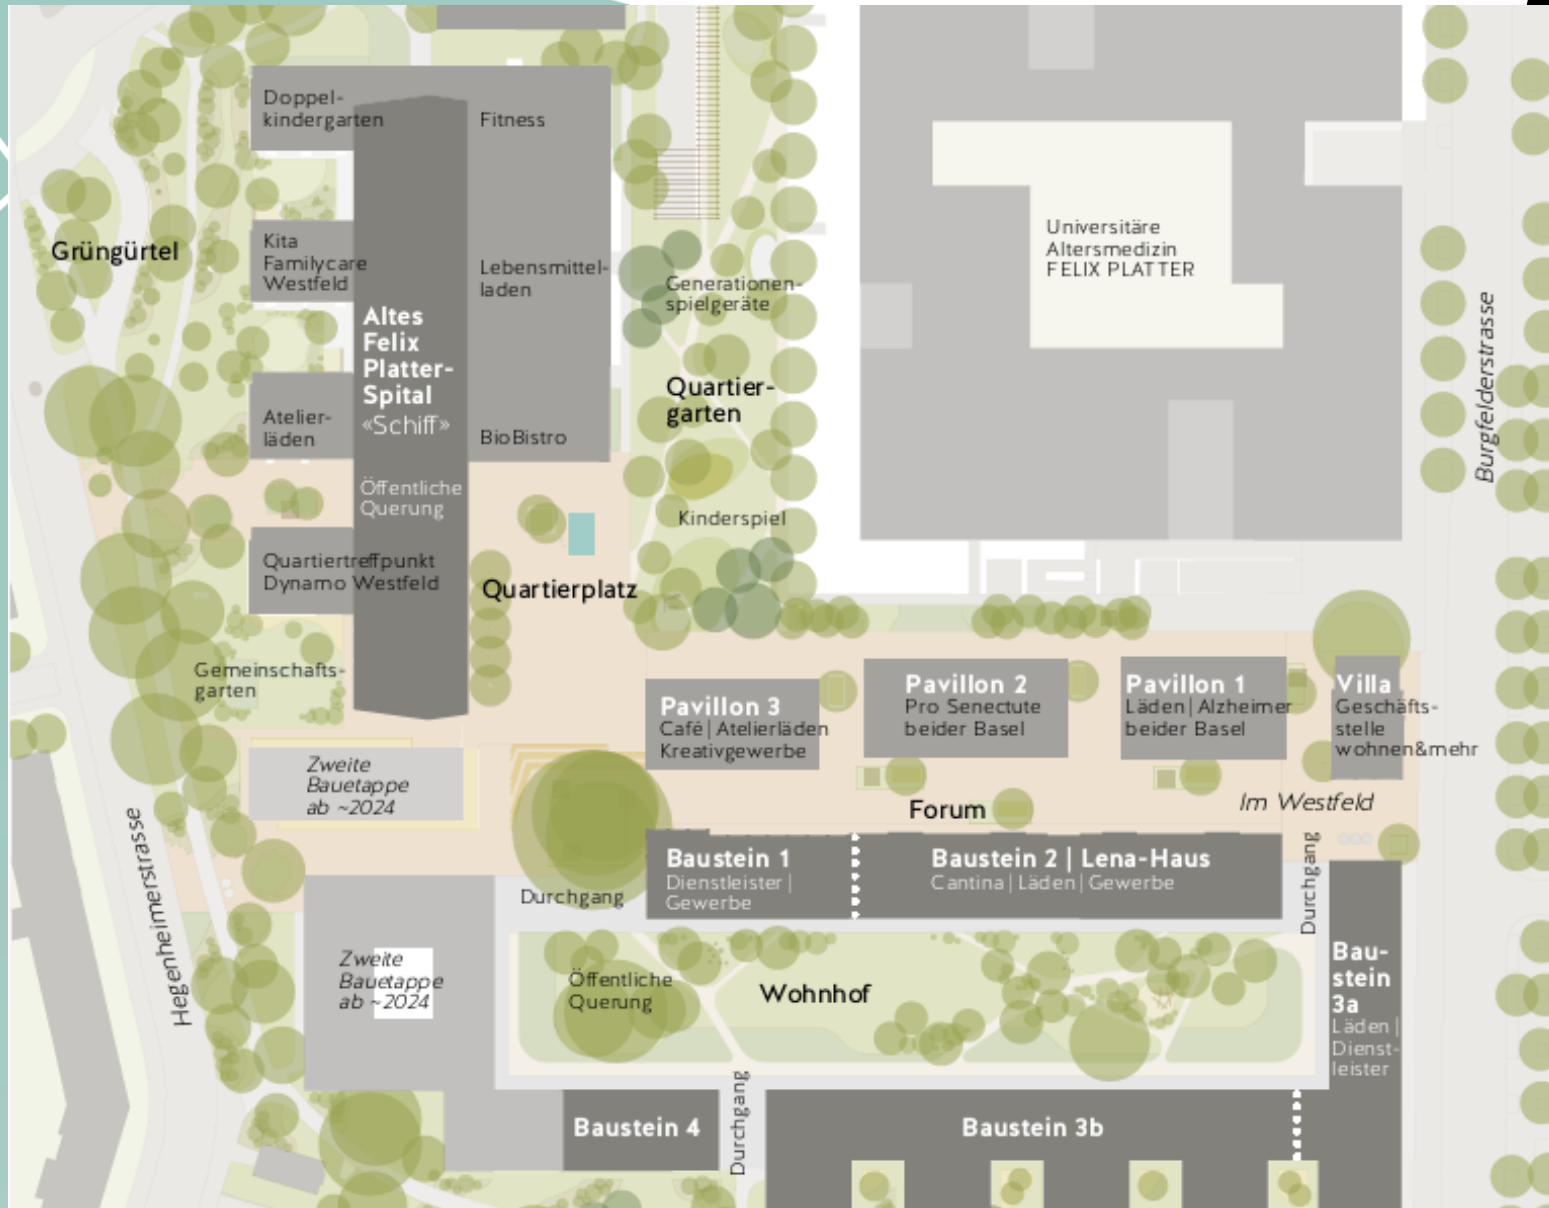 Doppel-
kindergarten
Fitness
Grüngürtel
Kita
Familycare
Westfeld
Lebensmittel-
laden
Altes
Felix
Platter-
Spital
«Schiff»
Atelier-
läden
BioBistro
Öffentliche
Querung
Quartiertreffpunkt
Dynamo Westfeld
Quartierplatz
Gemeinschafts-
garten
Generationen-
spielgeräte
Quartier-
garten
Kinderspiel
Universitäre
Altersmedizin
FELIX PLATTER
Burgfelderstrasse
Pavillon 3
Café | Atelierläden
Kreativgewerbe
Pavillon 2
Pro Senectute
beider Basel
Pavillon 1
Läden | Alzheimer
beider Basel
Villa
Geschäfts-
stelle
wohnen&mehr
Zweite
Bauetappe
ab ~2024
Forum
Im Westfeld
Hegenheimerstrasse
Durchgang
Baustein 1
Dienstleister |
Gewerbe
Baustein 2 | Lena-Haus
Cantina | Läden | Gewerbe
Durchgang
Zweite
Bauetappe
ab ~2024
Öffentliche
Querung
Wohnhof
Bau-
stein
3a
Läden |
Dienst-
leister
Baustein 4
Durchgang
Baustein 3b